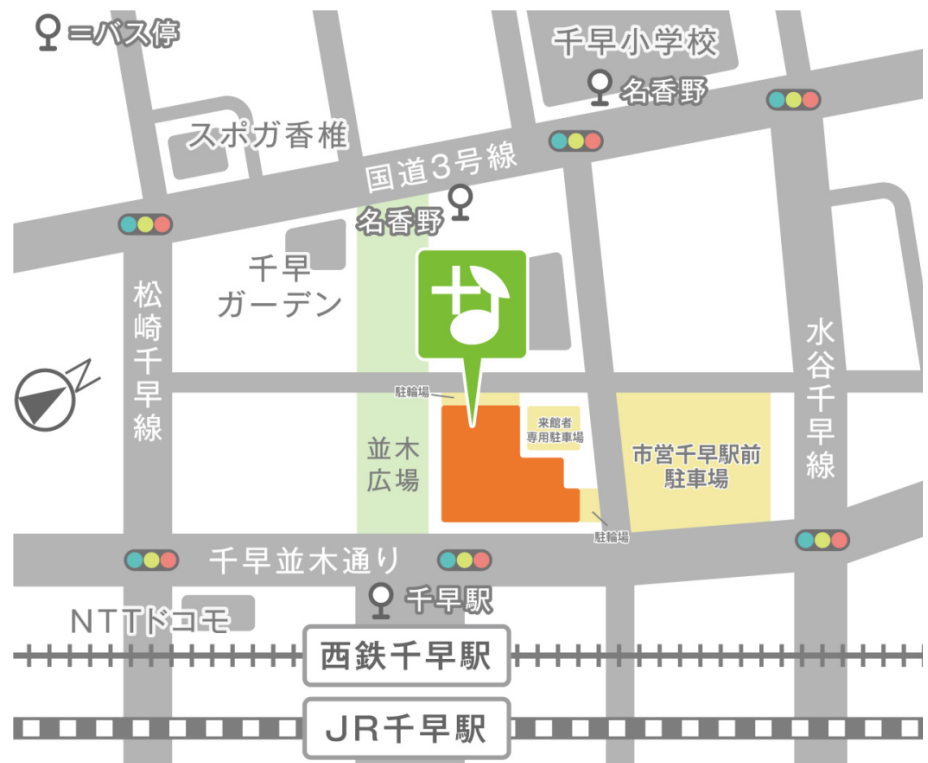 =バス停
千早小学校
名香野
スポガ香椎
国道3号線
名香野
千早
ガーデン
松崎千早線
水谷千早線
N
駐輪場
来館者
専用駐車場
並木
広場
市営千早駅前
駐車場
駐輪場
千早並木通り
千早駅
NTTドコモ
西鉄千早駅
JR千早駅